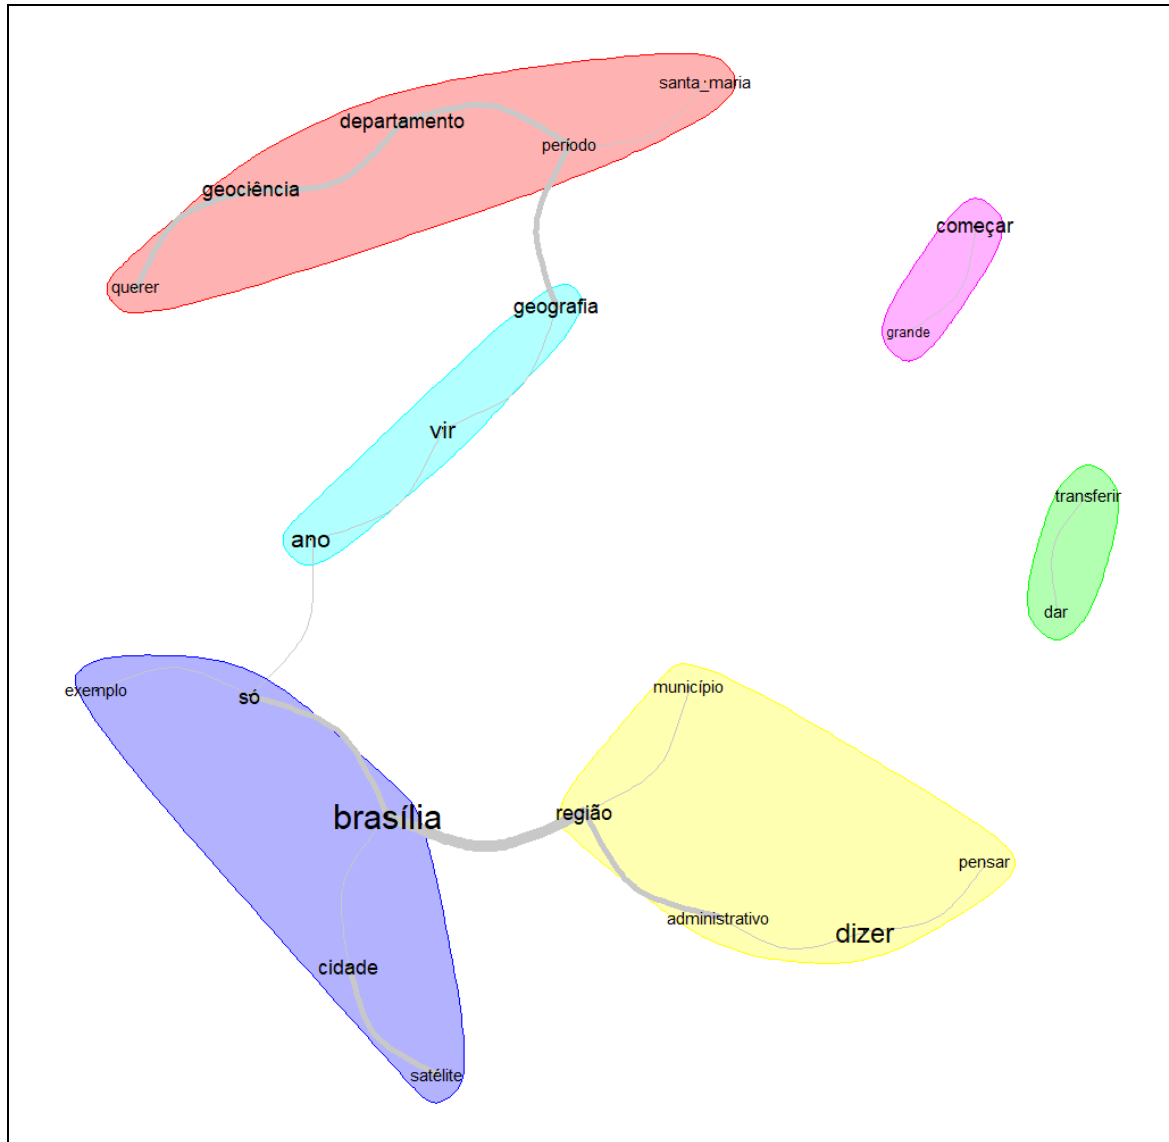 santa_maria
departamento
período
geociência
querer
começar
geografia
grande
vir
transferir
ano
dar
município
exemplo
só
região
brasília
pensar
administrativo
dizer
cidade
satélite